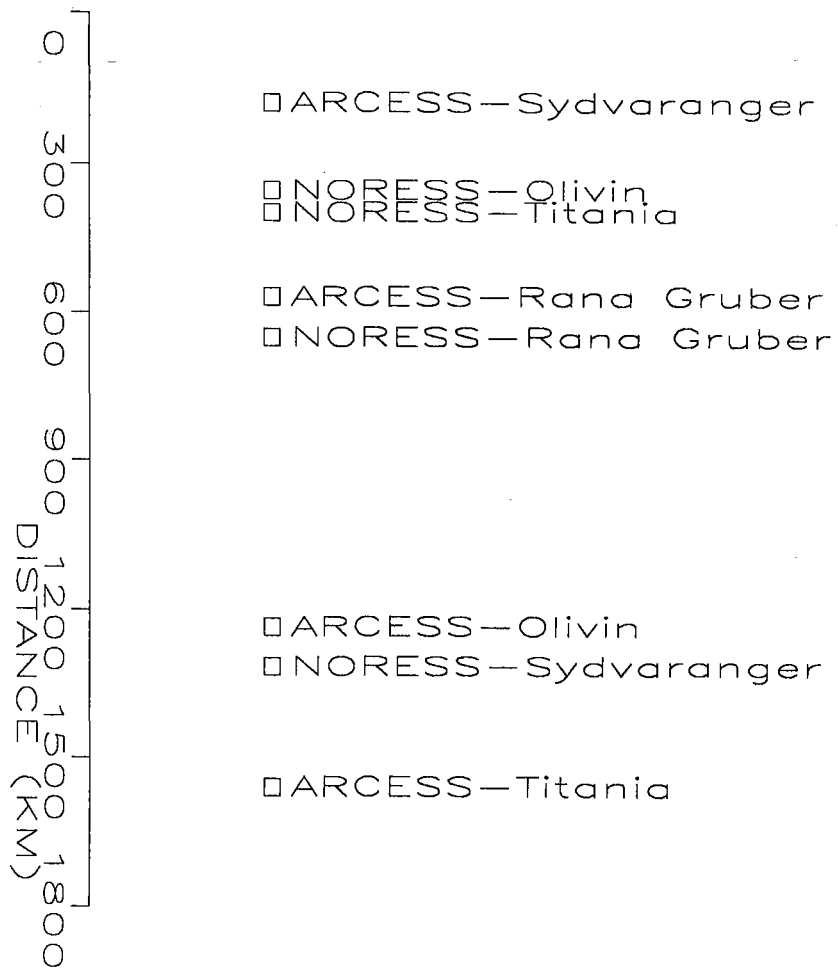 0
300
600
900
1200
1500
1800
DISTANCE (KM)
ARCESS—Sydvaranger
NORESS—Olivin
NORESS—Titania
ARCESS—Rana Gruber
NORESS—Rana Gruber
ARCESS—Olivin
NORESS—Sydvaranger
ARCESS—Titania